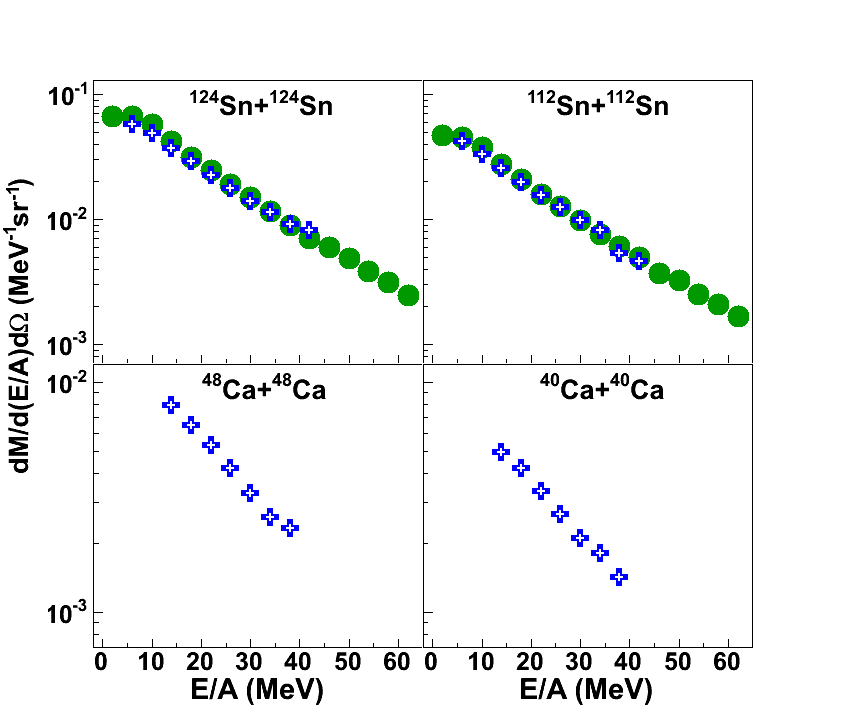 10⁻¹
10⁻²
10⁻³
10⁻²
10⁻³
dM/d(E/A)dΩ (MeV⁻¹sr⁻¹)
¹²⁴Sn+¹²⁴Sn
¹¹²Sn+¹¹²Sn
⁴⁸Ca+⁴⁸Ca
⁴⁰Ca+⁴⁰Ca
0 10 20 30 40 50 60
0 10 20 30 40 50 60
E/A (MeV)
E/A (MeV)